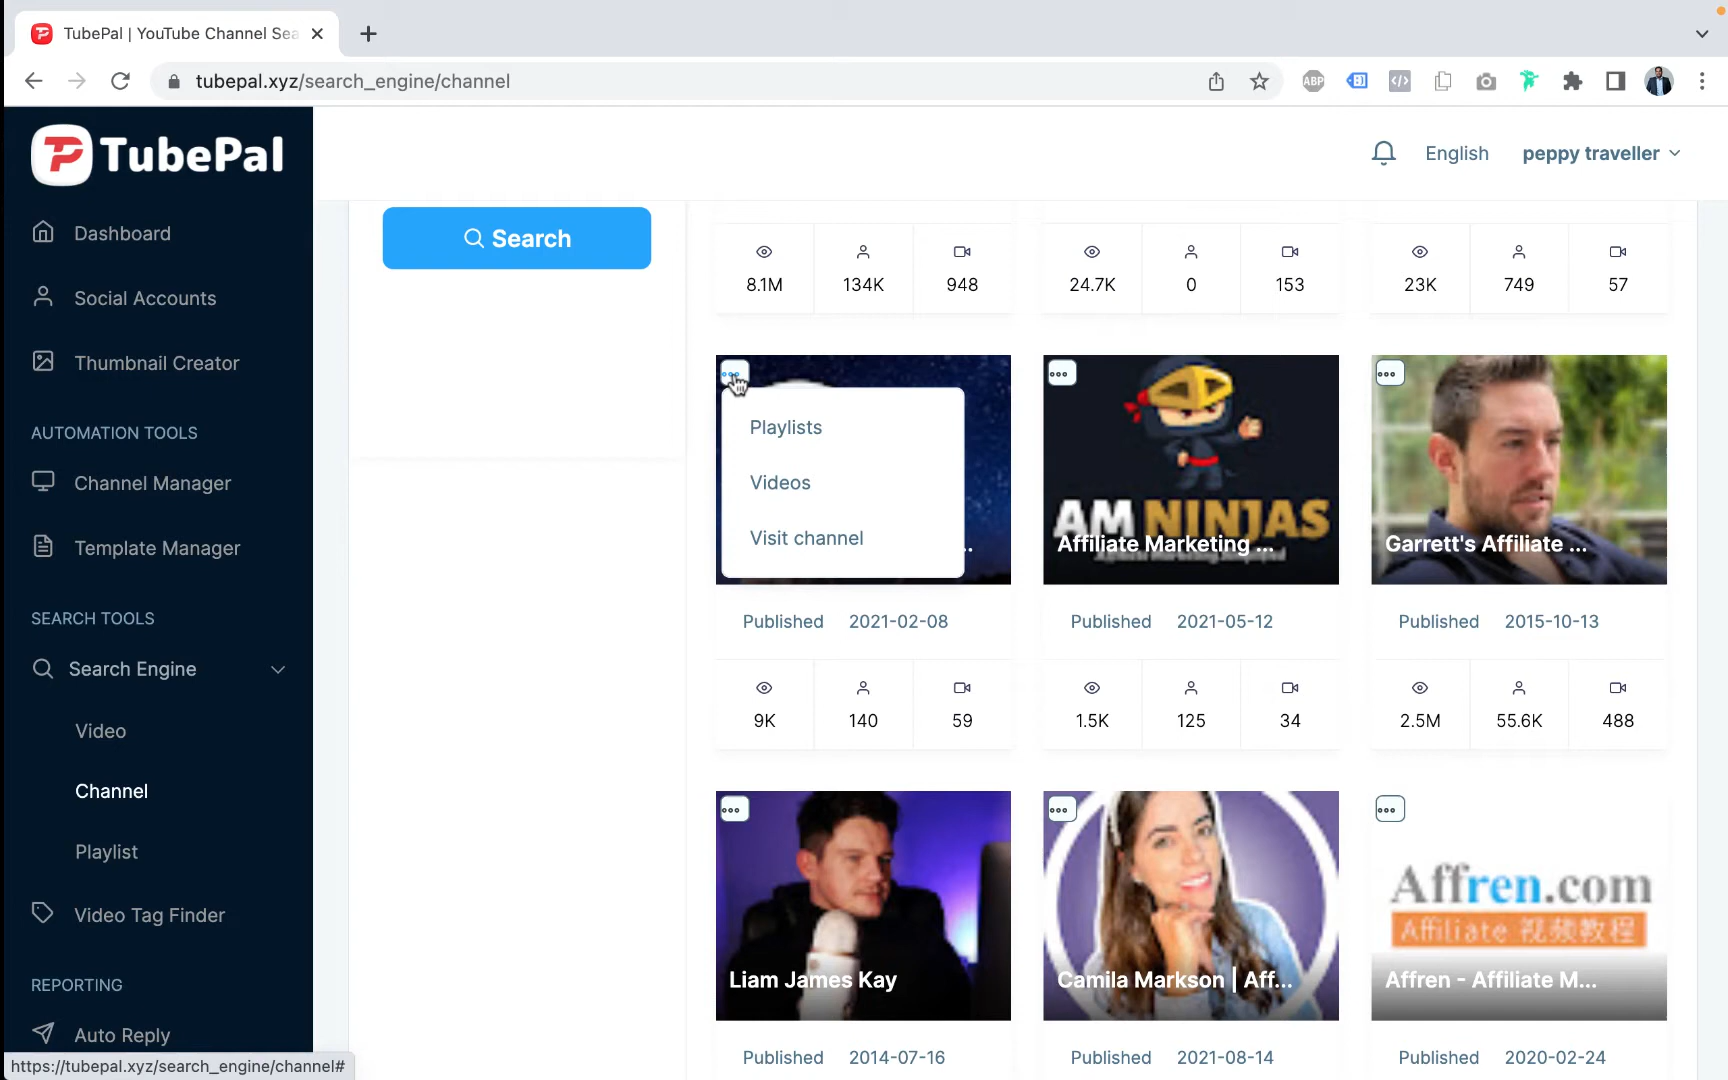 TubePal | YouTube Channel Sea
tubepal.xyz/search_engine/channel
ABP
TubePal
English
peppy traveller
Dashboard
Social Accounts
Thumbnail Creator
AUTOMATION TOOLS
Channel Manager
Template Manager
SEARCH TOOLS
Search Engine
Video
Channel
Playlist
Video Tag Finder
REPORTING
Auto Reply
https://tubepal.xyz/search_engine/channel#
Search
8.1M 134K 948
24.7K 0 153
23K 749 57
Playlists
Videos
Visit channel
..
Published 2021-02-08
9K 140 59
AM NINJAS
Affiliate Marketing ...
Published 2021-05-12
1.5K 125 34
Garrett's Affiliate ...
Published 2015-10-13
2.5M 55.6K 488
Liam James Kay
Published 2014-07-16
Camila Markson | Aff...
Published 2021-08-14
Affren.com
Affiliate 视频教程
Affren - Affiliate M...
Published 2020-02-24